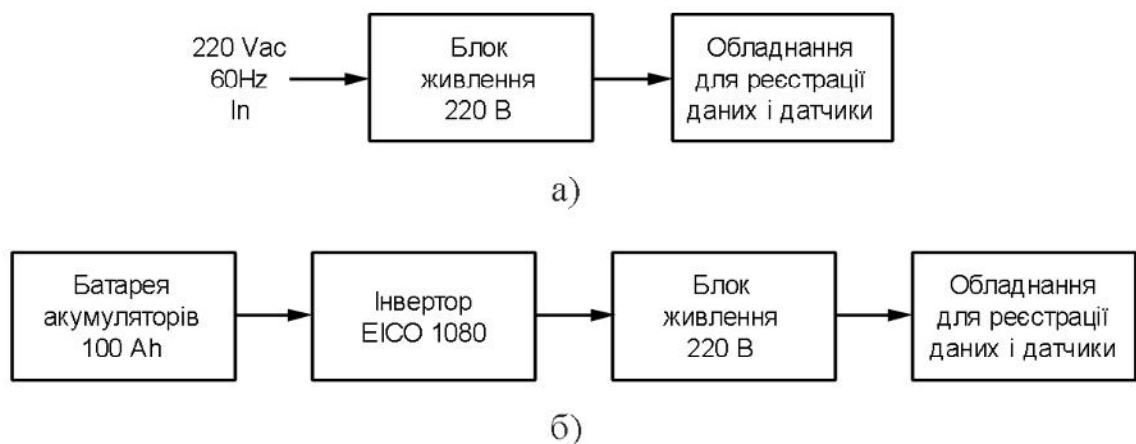 220 Vac
60Hz
In
Блок
живлення
220 В
Обладнання
для реєстрації
даних і датчики
а)
Батарея
акумуляторів
100 Ah
Інвертор
EICO 1080
Блок
живлення
220 В
Обладнання
для реєстрації
даних і датчики
б)